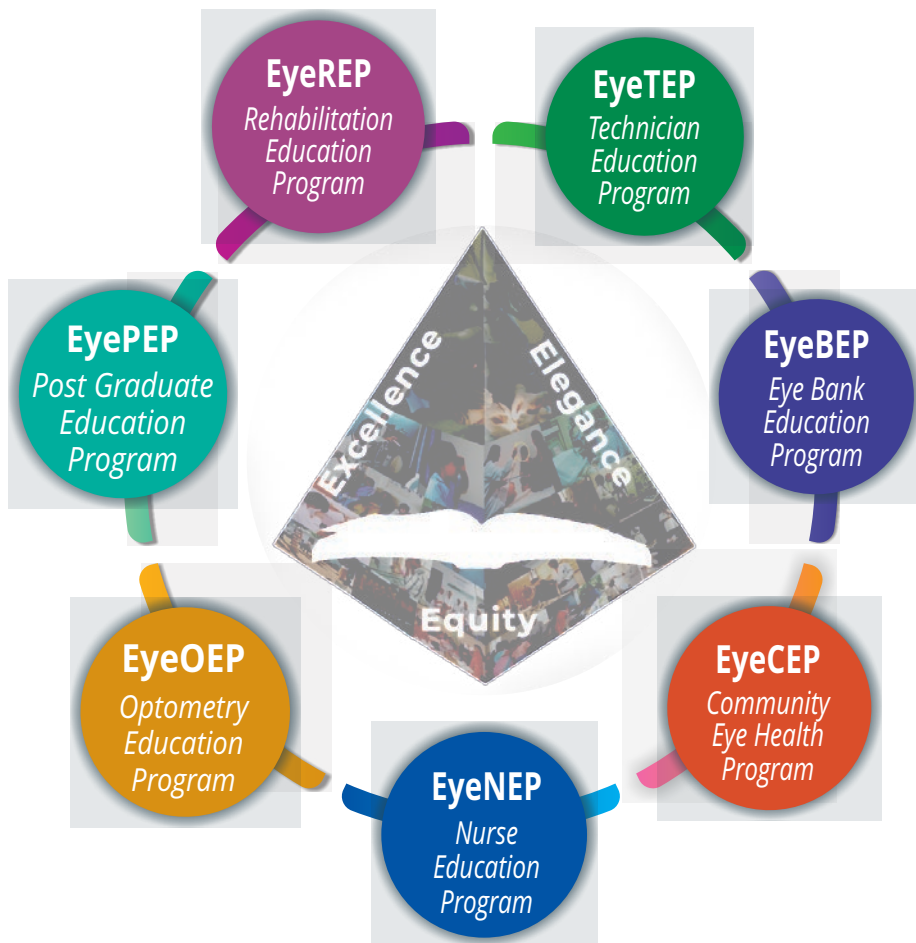 EyeREP
Rehabilitation
Education
Program
EyeTEP
Technician
Education
Program
EyePEP
Post Graduate
Education
Program
Excellence
Elegance
Equity
EyeBEP
Eye Bank
Education
Program
EyeOEP
Optometry
Education
Program
EyeCEP
Community
Eye Health
Program
EyeNEP
Nurse
Education
Program